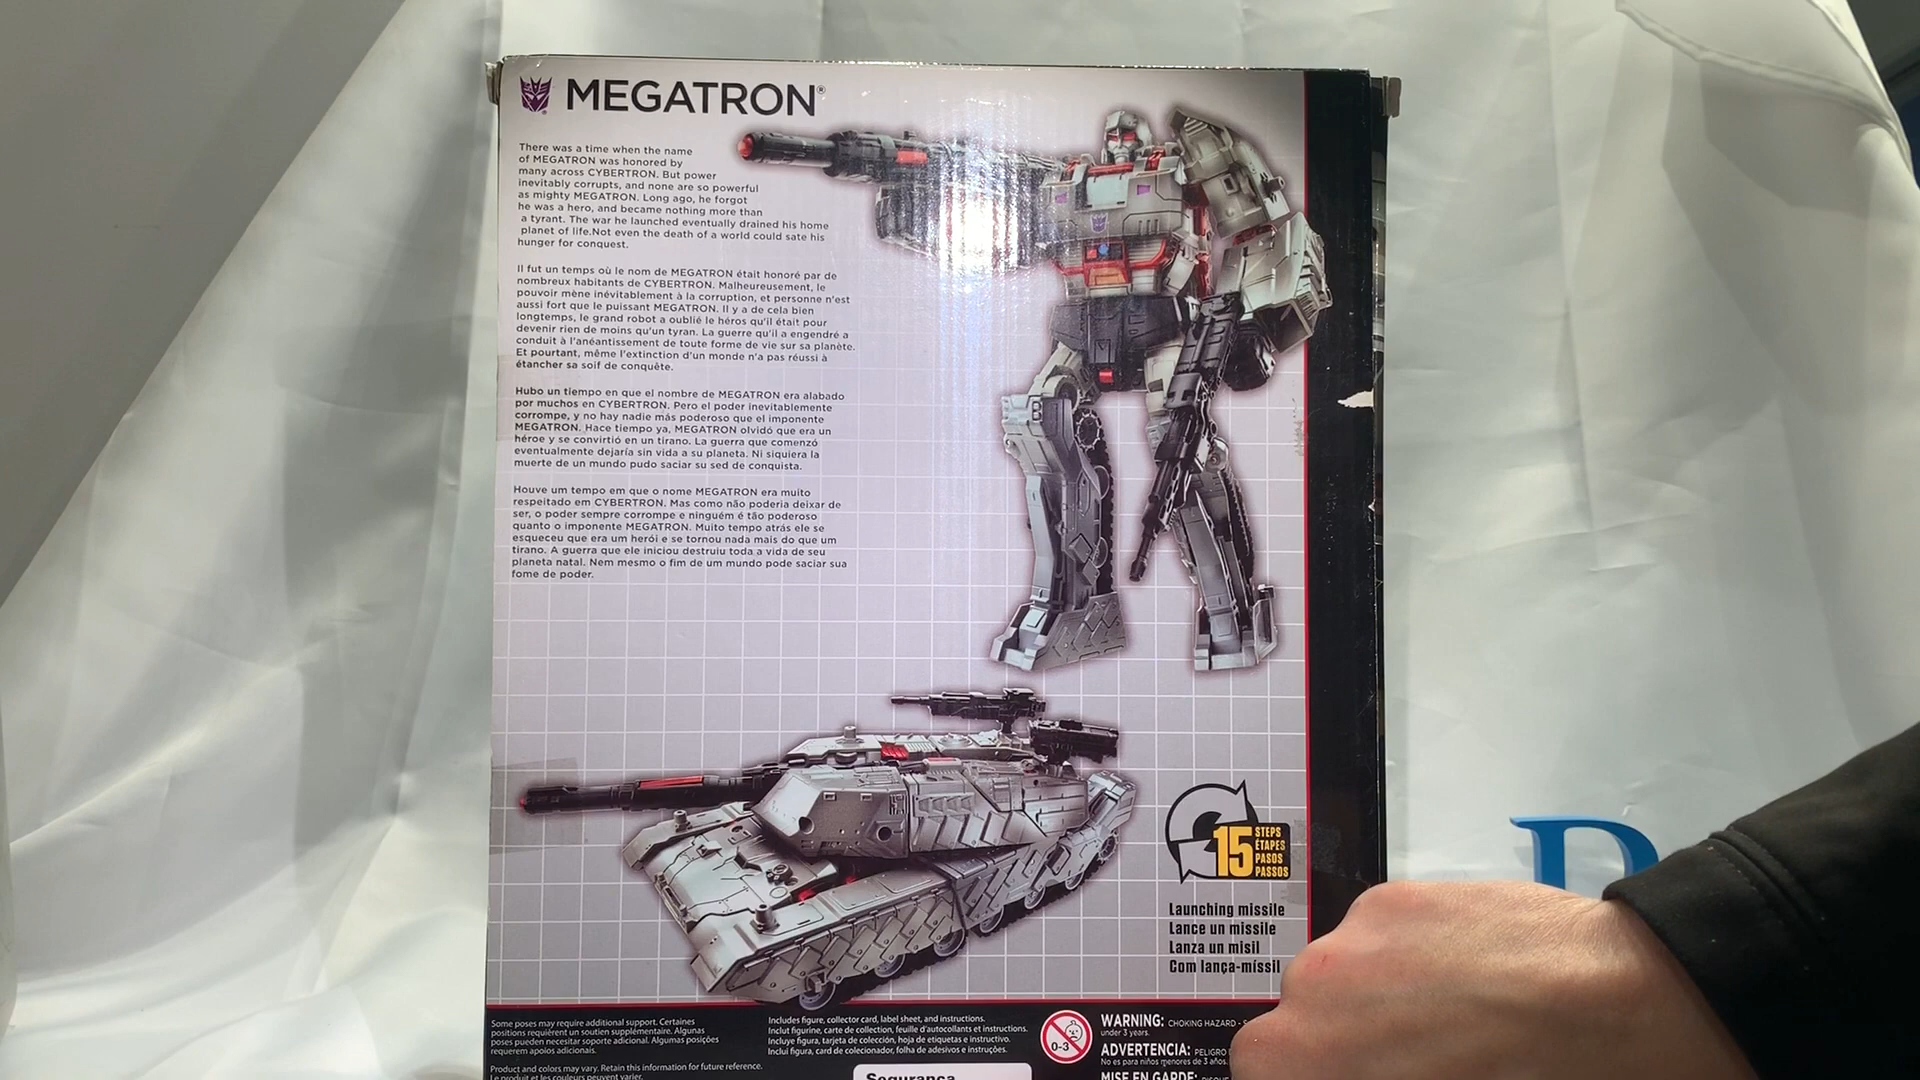 MEGATRON®
There was a time when the name
of MEGATRON was honored by
many across CYBERTRON. But power
inevitably corrupts, and none are so powerful
as mighty MEGATRON. Long ago, he forgot
he was a hero, and became nothing more than
a tyrant. The war he launched eventually drained his home
planet of life.Not even the death of a world could sate his
hunger for conquest.
Il fut un temps où le nom de MEGATRON était honoré par de
nombreux habitants de CYBERTRON. Malheureusement, le
pouvoir mène inévitablement à la corruption, et personne n'est
aussi fort que le puissant MEGATRON. Il y a de cela bien
longtemps, le grand robot a oublié le héros qu'il était pour
devenir rien de moins qu'un tyran. La guerre qu'il a engendré a
conduit à l'anéantissement de toute forme de vie sur sa planète.
Et pourtant, même l'extinction d'un monde n'a pas réussi à
étancher sa soif de conquête.
Hubo un tiempo en que el nombre de MEGATRON era alabado
por muchos en CYBERTRON. Pero el poder inevitablemente
corrompe, y no hay nadie más poderoso que el imponente
MEGATRON. Hace tiempo ya, MEGATRON olvidó que era un
héroe y se convirtió en un tirano. La guerra que comenzó
eventualmente dejaría sin vida a su planeta. Ni siquiera la
muerte de un mundo pudo saciar su sed de conquista.
Houve um tempo em que o nome MEGATRON era muito
respeitado em CYBERTRON. Mas como não poderia deixar de
ser, o poder sempre corrompe e ninguém é tão poderoso
quanto o imponente MEGATRON. Muito tempo atrás ele se
esqueceu que era um herói e se tornou nada mais do que um
tirano. A guerra que ele iniciou destruiu toda a vida de seu
planeta natal. Nem mesmo o fim de um mundo pode saciar sua
fome de poder.
15 STEPS
ÉTAPES
PASOS
PASSOS
Launching missile
Lance un missile
Lanza un misil
Com lança-míssil
Some poses may require additional support. Certaines
positions requièrent un soutien supplémentaire. Algunas
poses pueden necesitar soporte adicional. Algumas posições
requerem apoios adicionais.
Product and colors may vary. Retain this information for future reference.
Le produit et les couleurs peuvent varier.
Includes figure, collector card, label sheet, and instructions.
Inclut figurine, carte de collection, feuille d'autocollants et instructions.
Incluye figura, tarjeta de colección, hoja de etiquetas e instructivo.
Inclui figura, card de colecionador, folha de adesivos e instruções.
Segurança
0-3
WARNING: CHOKING HAZARD -
under 3 years.
ADVERTENCIA: PELIGRO
No es para niños menores de 3 años.
MISE EN GARDE: